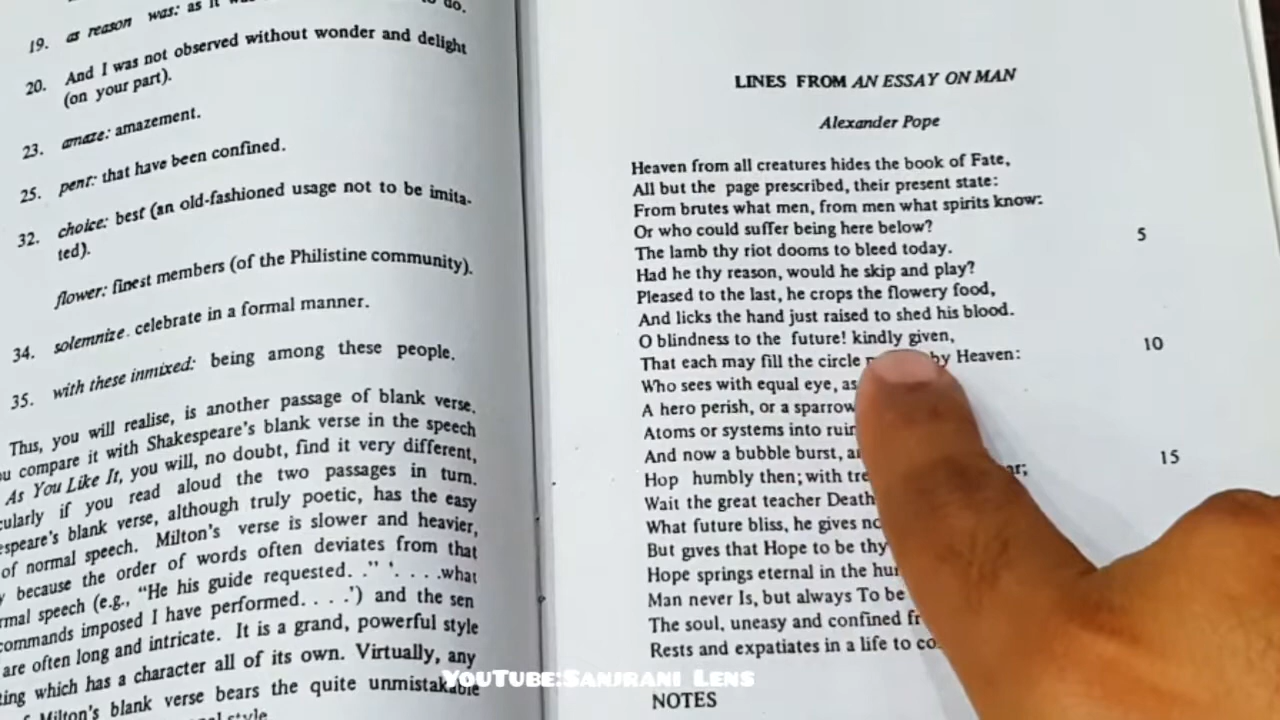 do.
19. as reason was: as it
20. And I was not observed without wonder and delight
(on your part).
23. amaze: amazement.
25. pent: that have been confined.
32. choice: best (an old-fashioned usage not to be imita-
ted).
flower: finest members (of the Philistine community).
34. solemnize. celebrate in a formal manner.
35. with these inmixed: being among these people.
This, you will realise, is another passage of blank verse.
compare it with Shakespeare's blank verse in the speech
As You Like It, you will, no doubt, find it very different,
if you read aloud the two passages in turn.
blank verse, although truly poetic, has the easy
of normal speech. Milton's verse is slower and heavier,
because the order of words often deviates from that
speech (e.g., "He his guide requested. ." '. . . .what
commands imposed I have performed. . . .') and the sen
are often long and intricate. It is a grand, powerful style
which has a character all of its own. Virtually, any
Milton's blank verse bears the quite unmistakable
style
LINES FROM AN ESSAY ON MAN
Alexander Pope
Heaven from all creatures hides the book of Fate,
All but the page prescribed, their present state:
From brutes what men, from men what spirits know:
Or who could suffer being here below?
The lamb thy riot dooms to bleed today. 5
Had he thy reason, would he skip and play?
Pleased to the last, he crops the flowery food,
And licks the hand just raised to shed his blood.
O blindness to the future! kindly given,
That each may fill the circle by Heaven: 10
Who sees with equal eye, as
A hero perish, or a sparrow
Atoms or systems into
And now a bubble burst,
Hop humbly then; with 15
Wait the great teacher Death
What future bliss, he gives
But gives that Hope to be thy
Hope springs eternal in the
Man never Is, but always To be
The soul, uneasy and confined
Rests and expatiates in a life to
NOTES
YouTube:Sanjrani Lens